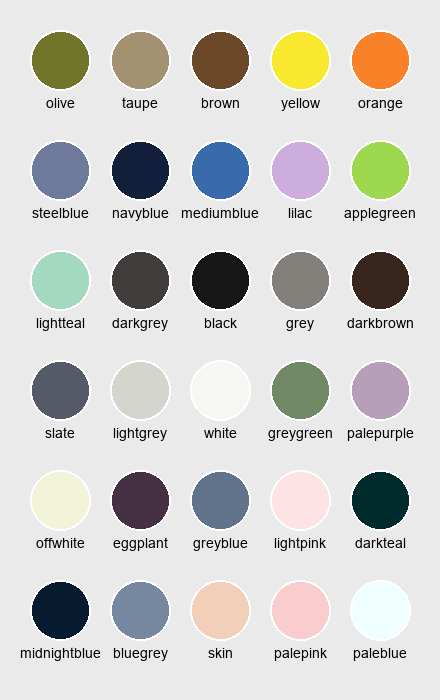 olive taupe brown yellow orange
steelblue navyblue mediumblue lilac applegreen
lightteal darkgrey black grey darkbrown
slate lightgrey white greygreen palepurple
offwhite eggplant greyblue lightpink darkteal
midnightblue bluegrey skin palepink paleblue